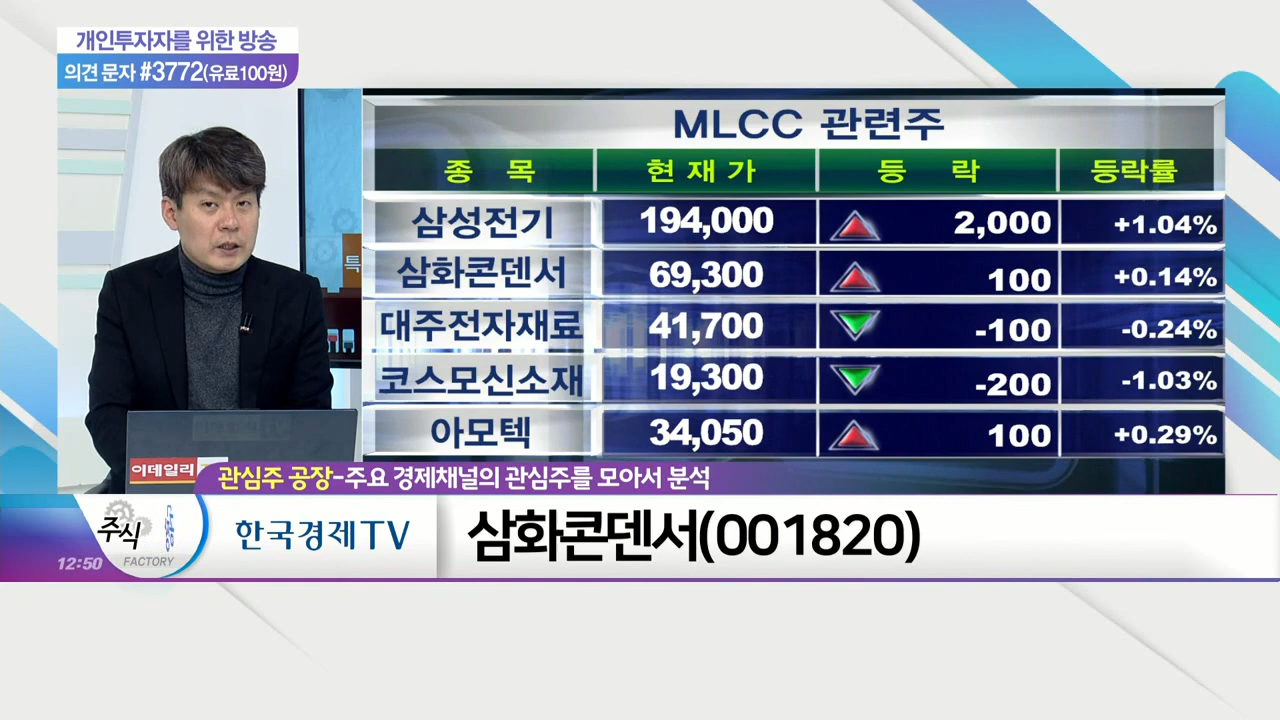 개인투자자를 위한 방송
의견 문자 #3772(유료100원)
MLCC 관련주
종 목 현 재 가 등 락 등락률
삼성전기 194,000 ▲ 2,000 +1.04%
삼화콘덴서 69,300 ▲ 100 +0.14%
대주전자재료 41,700 ▼ -100 -0.24%
코스모신소재 19,300 ▼ -200 -1.03%
아모텍 34,050 ▲ 100 +0.29%
특
이데일리
관심주 공장-주요 경제채널의 관심주를 모아서 분석
주식
FACTORY
12:50
한국경제TV
삼화콘덴서(001820)